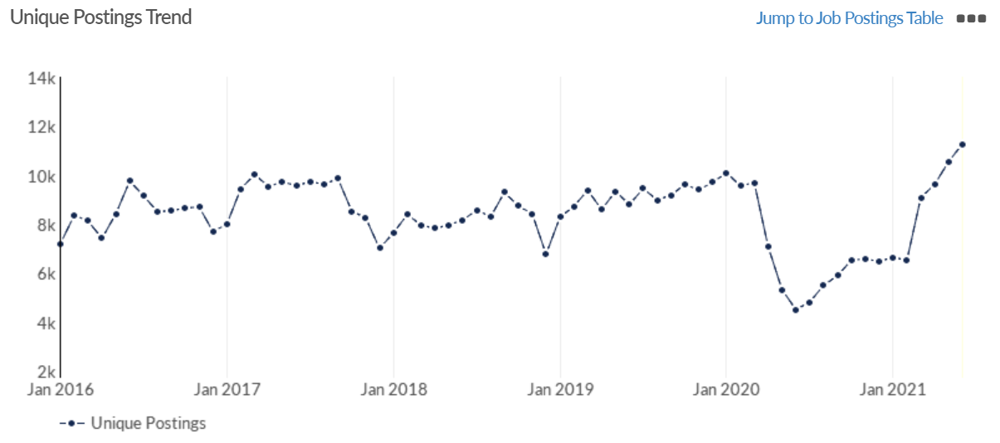 Unique Postings Trend
Jump to Job Postings Table
14k
12k
10k
8k
6k
4k
2k
Jan 2016 Jan 2017 Jan 2018 Jan 2019 Jan 2020 Jan 2021
Unique Postings